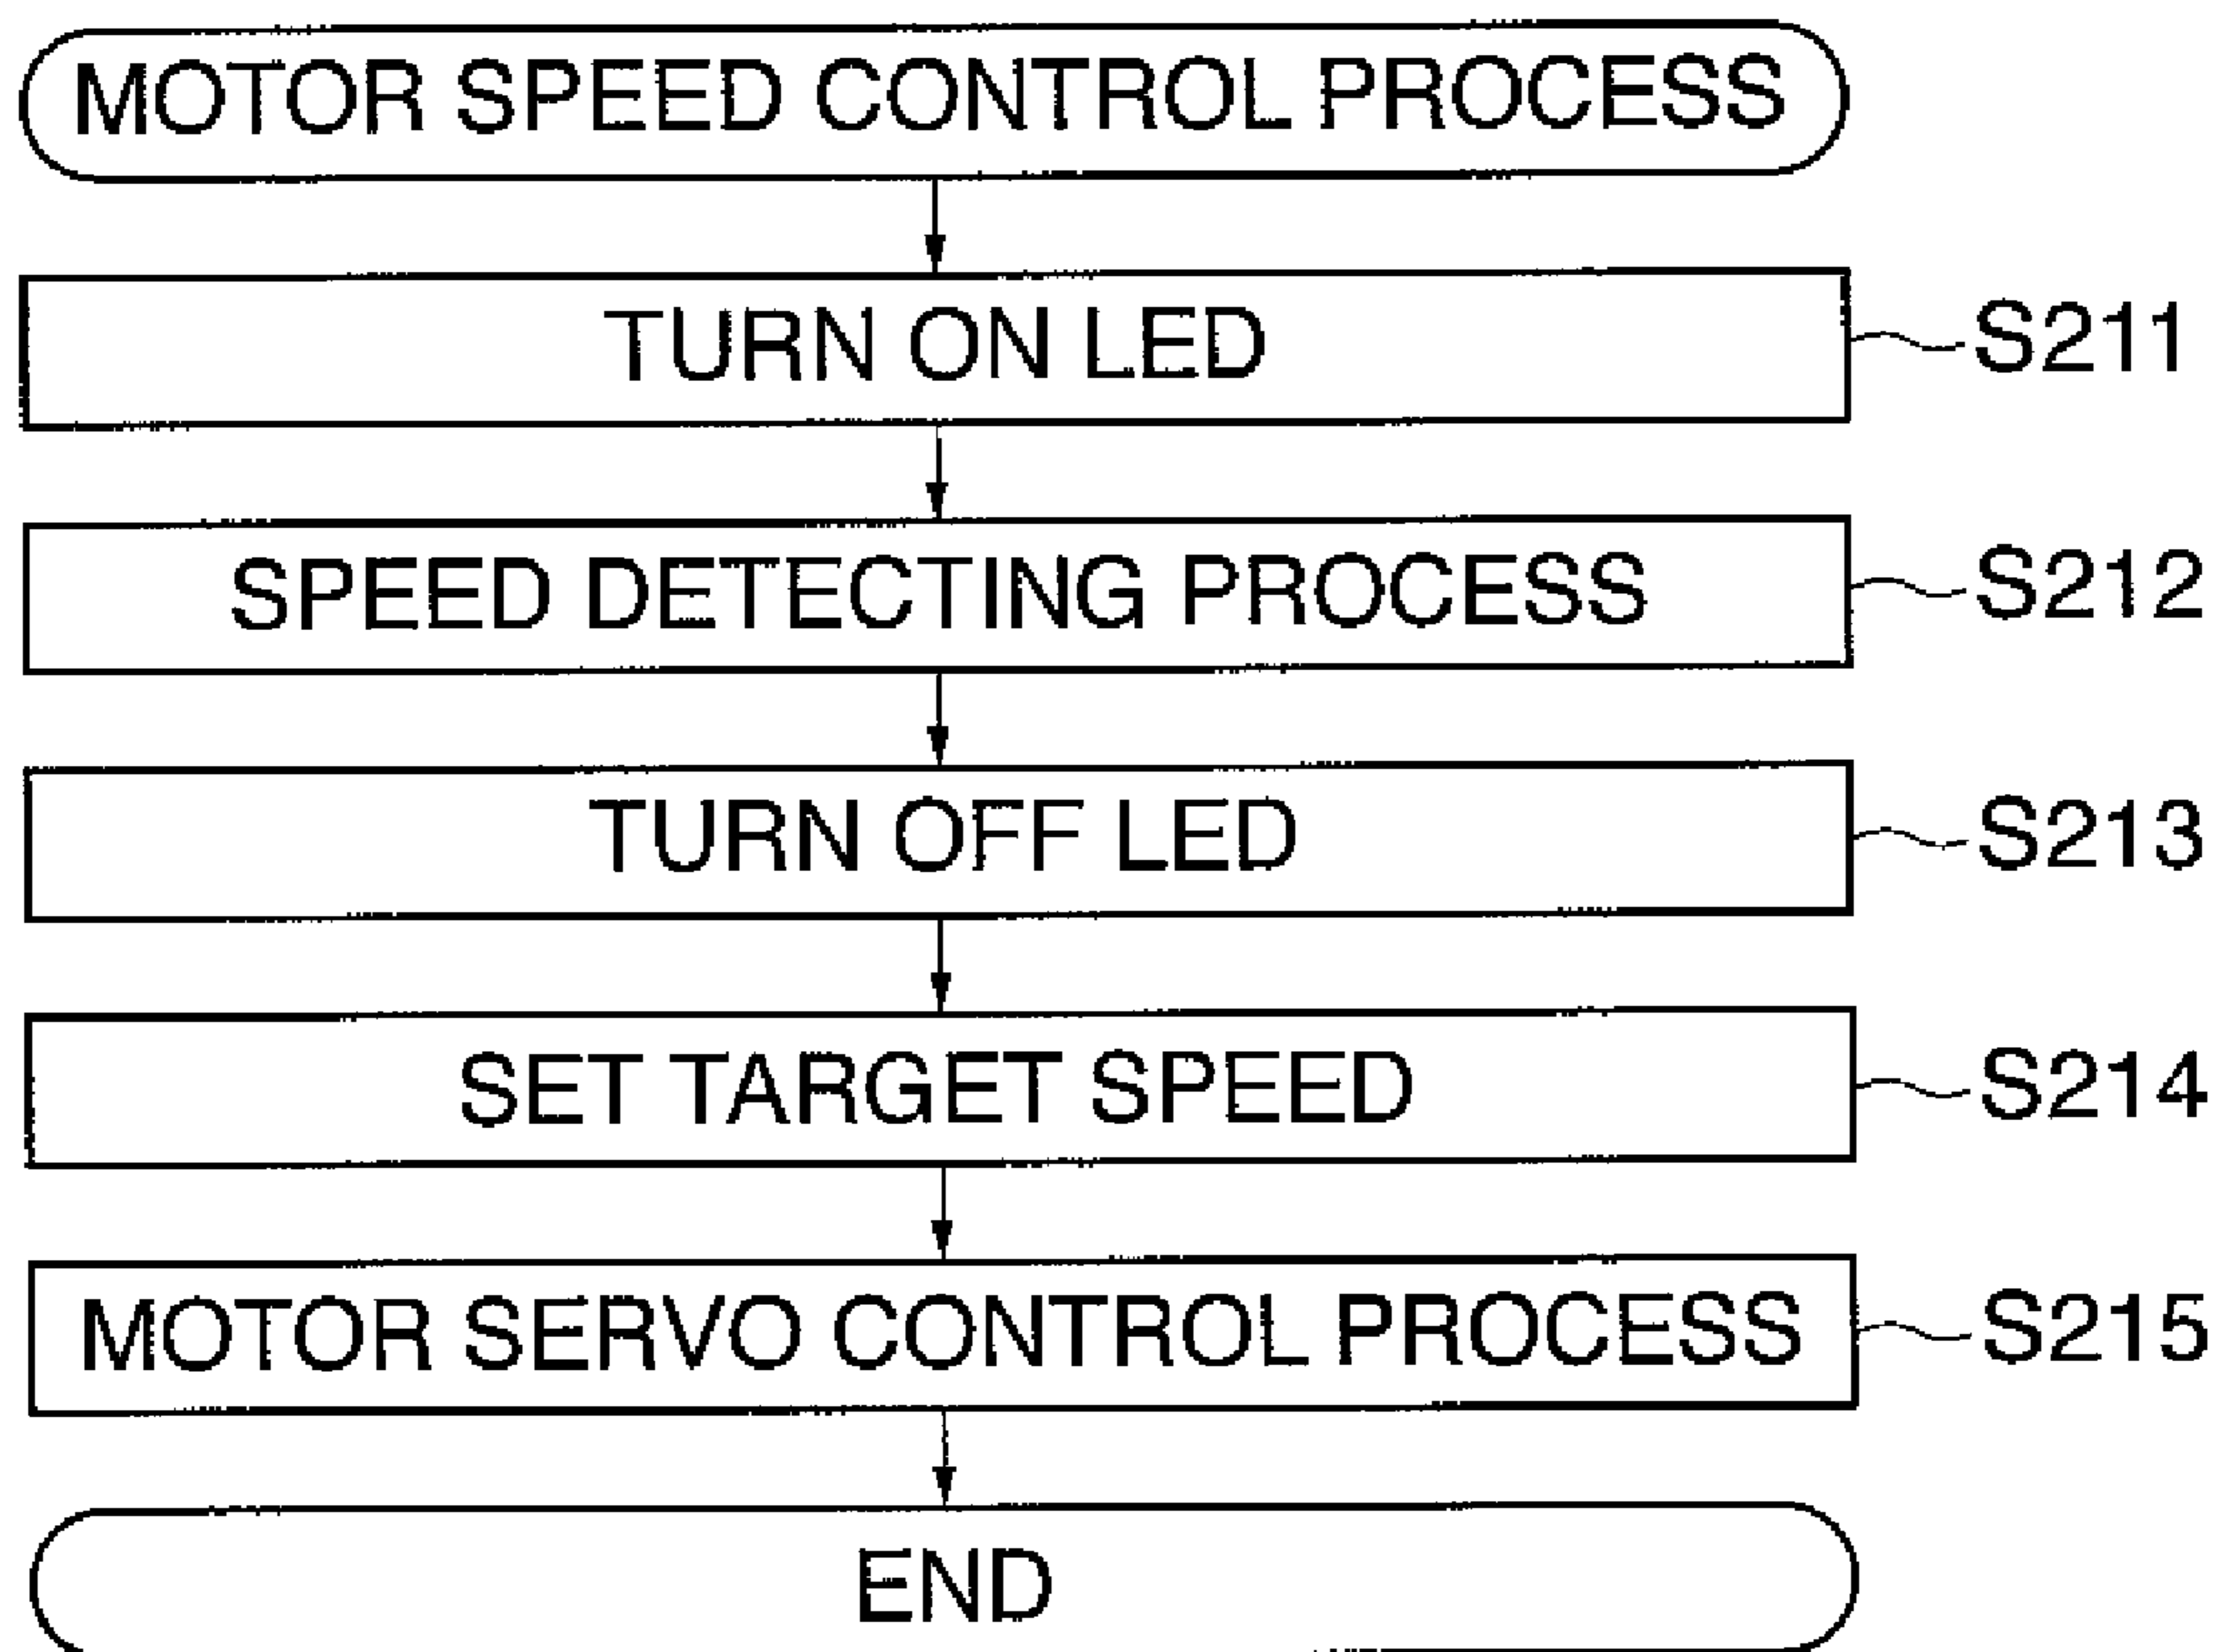 MOTOR SPEED CONTROL PROCESS
TURN ON LED
S211
SPEED DETECTING PROCESS
S212
TURN OFF LED
S213
SET TARGET SPEED
S214
MOTOR SERVO CONTROL PROCESS
S215
END